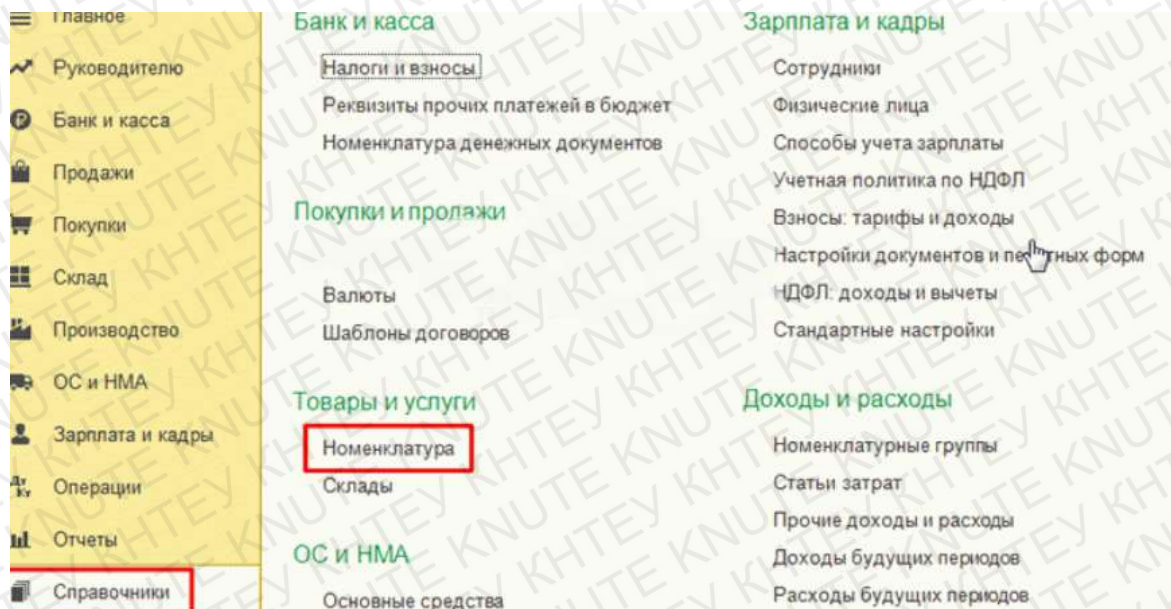 Главное
Руководителю
Банк и касса
Продажи
Покупки
Склад
Производство
ОС и НМА
Зарплата и кадры
Операции
Отчеты
Справочники
Банк и касса
Налоги и взносы
Реквизиты прочих платежей в бюджет
Номенклатура денежных документов
Покупки и продажи
Валюты
Шаблоны договоров
Товары и услуги
Номенклатура
Склады
ОС и НМА
Основные средства
Зарплата и кадры
Сотрудники
Физические лица
Способы учета зарплаты
Учетная политика по НДФЛ
Взносы: тарифы и доходы
Настройки документов и печатных форм
НДФЛ: доходы и вычеты
Стандартные настройки
Доходы и расходы
Номенклатурные группы
Статьи затрат
Прочие доходы и расходы
Доходы будущих периодов
Расходы будущих периодов
KNUTE КНТЕУ